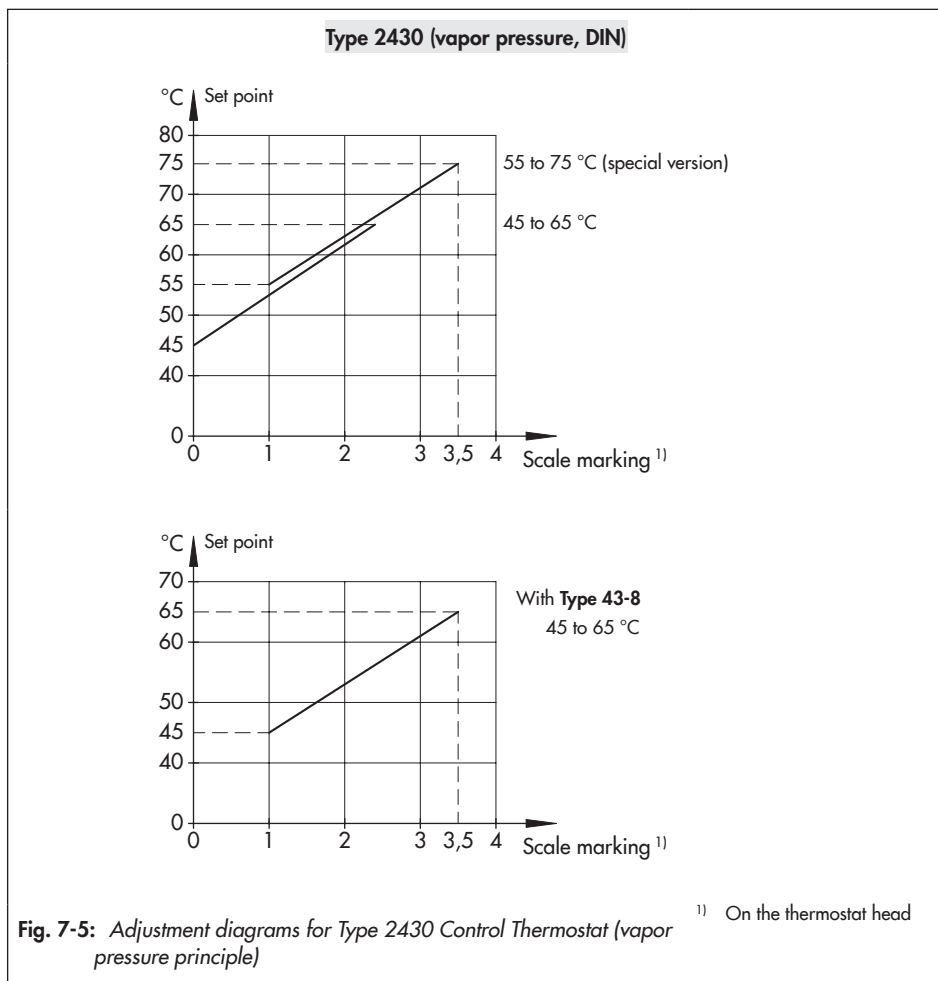 Type 2430 (vapor pressure, DIN)
°C Set point
80
75 55 to 75 °C (special version)
70
65 45 to 65 °C
60
55
50
45
40
0
0 1 2 3 3,5 4 Scale marking 1)
°C Set point
70
65 With Type 43-8
60 45 to 65 °C
50
45
40
0
0 1 2 3 3,5 4 Scale marking 1)
1) On the thermostat head
Fig. 7-5: Adjustment diagrams for Type 2430 Control Thermostat (vapor
pressure principle)